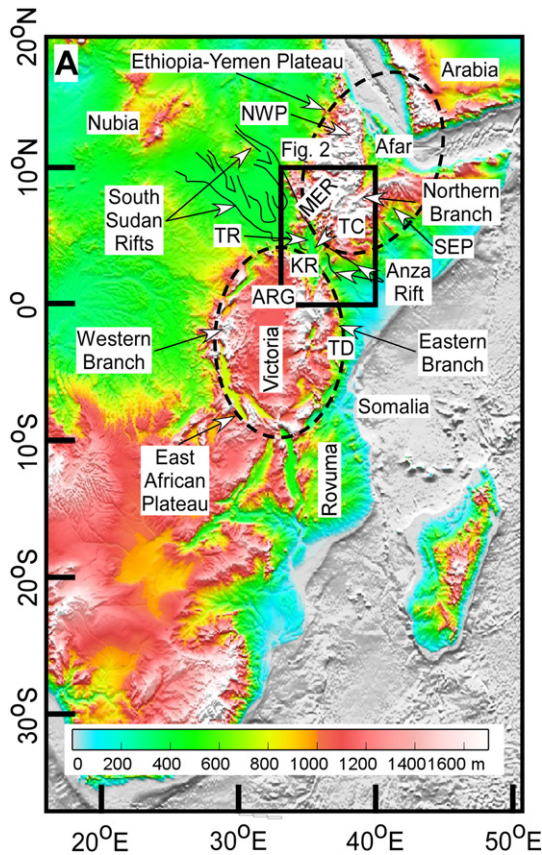 20°N
A
Ethiopia-Yemen Plateau
Arabia
NWP
Nubia
Fig. 2
Afar
10°N
MER
Northern
Branch
South
Sudan
Rifts
TC
TR
SEP
KR
Anza
Rift
0°
ARG
Western
Branch
Victoria
TD
Eastern
Branch
Somalia
10°S
East
African
Plateau
Rovuma
20°S
30°S
0 200 400 600 800 1000 1200 1400 1600 m
20°E 30°E 40°E 50°E